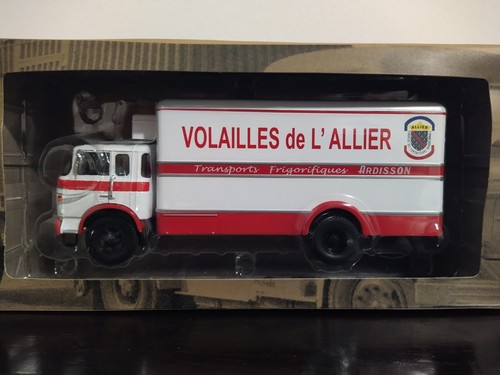 VOLAILLES de L'ALLIER
ALLIER
Transports Frigorifiques ARDISSON